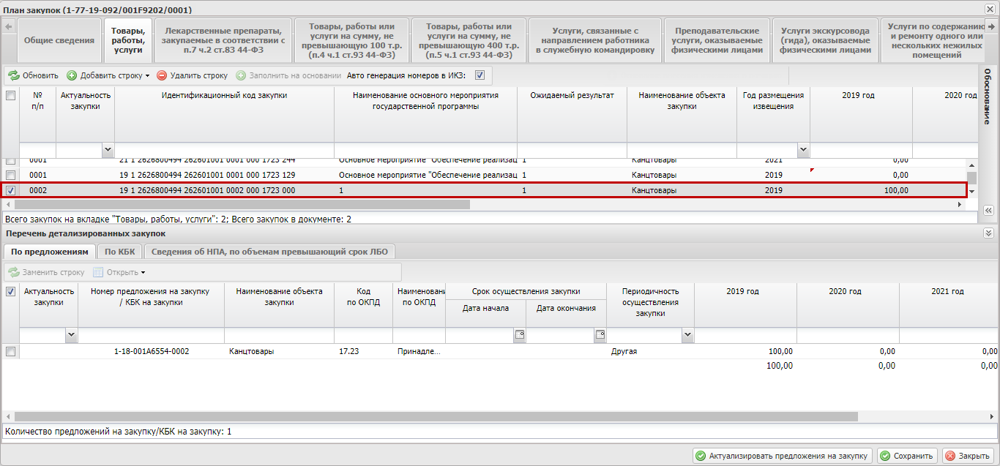 План закупок (1-77-19-092/001F9202/0001)
Общие сведения
Товары, работы, услуги
Лекарственные препараты, закупаемые в соответствии с п.7 ч.2 ст.83 44-ФЗ
Товары, работы или услуги на сумму, не превышающую 100 т.р. (п.4 ч.1 ст.93 44-ФЗ)
Товары, работы или услуги на сумму, не превышающую 400 т.р. (п.5 ч.1 ст.93 44-ФЗ)
Услуги, связанные с направлением работника в служебную командировку
Преподавательские услуги, оказываемые физическими лицами
Услуги экскурсовода (гида), оказываемые физическими лицами
Услуги по содержанию и ремонту одного или нескольких нежилых помещений
Обновить Добавить строку Удалить строку Заполнить на основании Авто генерация номеров в ИКЗ:
Обоснование
№ п/п Актуальность закупки Идентификационный код закупки Наименование основного мероприятия государственной программы Ожидаемый результат Наименование объекта закупки Год размещения извещения 2019 год 2020 год
0001 21 1 2626800494 262601001 0001 000 1723 244 Основное мероприятие "Обеспечение реализац 1 Канцтовары 2021 0,00
0001 19 1 2626800494 262601001 0001 000 1723 129 Основное мероприятие "Обеспечение реализац 1 Канцтовары 2019 0,00
0002 19 1 2626800494 262601001 0002 000 1723 000 1 1 Канцтовары 2019 100,00
Всего закупок на вкладке "Товары, работы, услуги": 2; Всего закупок в документе: 2
Перечень детализированных закупок
По предложениям По КБК Сведения об НПА, по объемам превышающий срок ЛБО
Заменить строку Открыть
Актуальность закупки Номер предложения на закупку / КБК на закупки Наименование объекта закупки Код по ОКПД Наименовани по ОКПД Срок осуществления закупки Дата начала Дата окончания Периодичность осуществления закупки 2019 год 2020 год 2021 год
1-18-001A6554-0002 Канцтовары 17.23 Принадле... Другая 100,00 0,00 0,00
100,00 0,00 0,00
Количество предложений на закупку/КБК на закупку: 1
Актуализировать предложения на закупку Сохранить Закрыть